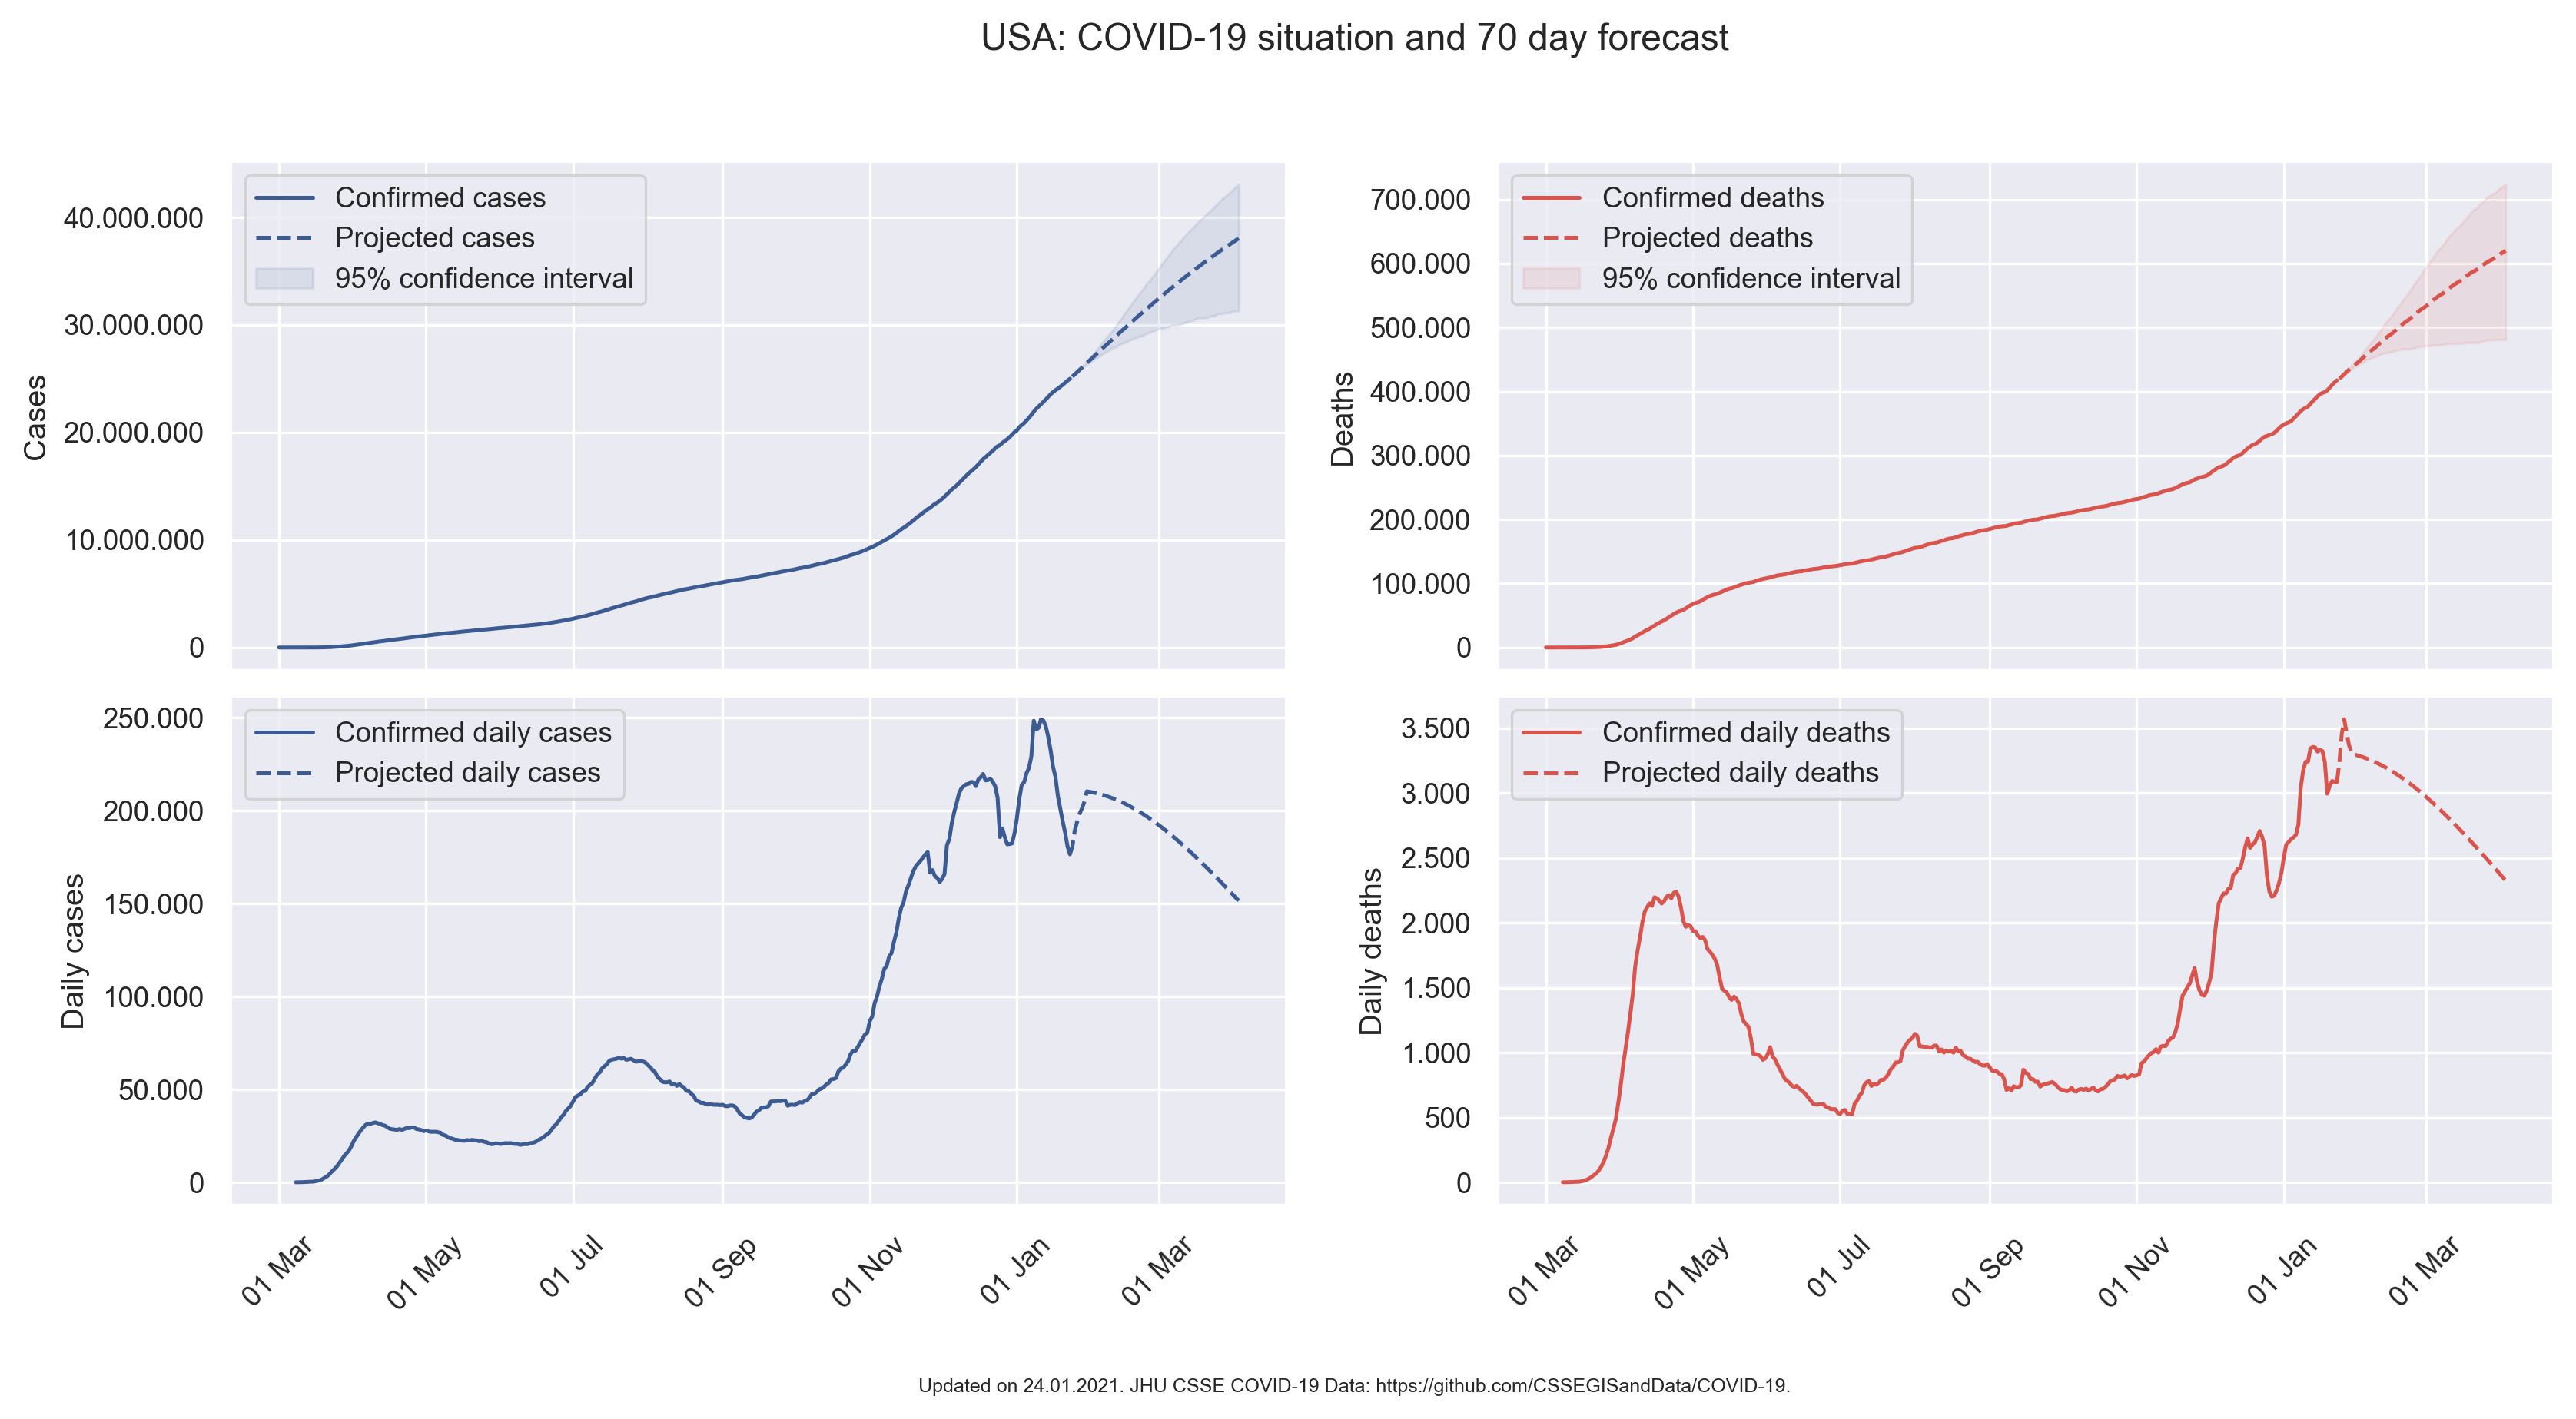 USA: COVID-19 situation and 70 day forecast
Cases
40.000.000
30.000.000
20.000.000
10.000.000
0
Confirmed cases
Projected cases
95% confidence interval
Deaths
700.000
600.000
500.000
400.000
300.000
200.000
100.000
0
Confirmed deaths
Projected deaths
95% confidence interval
Daily cases
250.000
200.000
150.000
100.000
50.000
0
Confirmed daily cases
Projected daily cases
01 Mar
01 May
01 Jul
01 Sep
01 Nov
01 Jan
01 Mar
Daily deaths
3.500
3.000
2.500
2.000
1.500
1.000
500
0
Confirmed daily deaths
Projected daily deaths
01 Mar
01 May
01 Jul
01 Sep
01 Nov
01 Jan
01 Mar
Updated on 24.01.2021. JHU CSSE COVID-19 Data: https://github.com/CSSEGISandData/COVID-19.